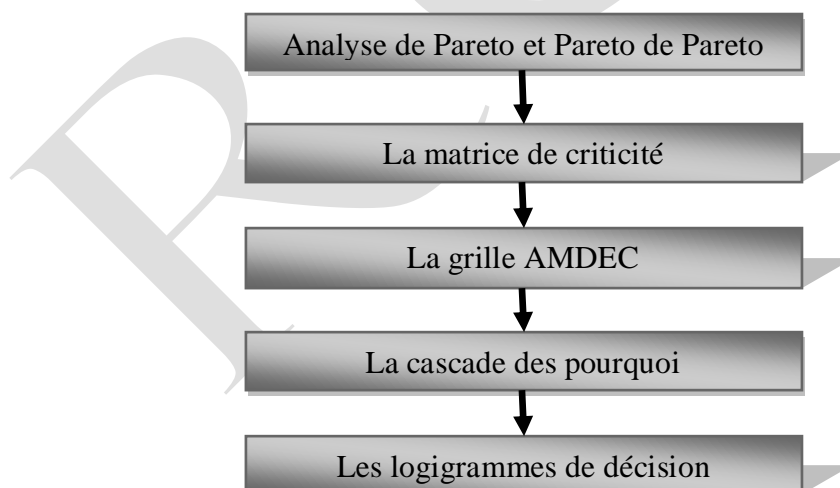 Analyse de Pareto et Pareto de Pareto
La matrice de criticité
La grille AMDEC
La cascade des pourquoi
Les logigrammes de décision